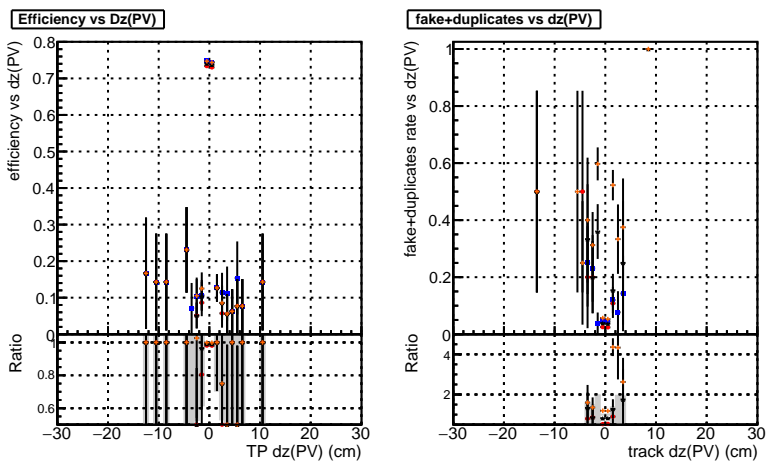 Efficiency vs Dz(PV)
efficiency vs dz(PV)
0.8
0.7
0.6
0.5
0.4
0.3
0.2
0.1
0
Ratio
1
0.8
0.6
−30 −20 −10 0 10 20 30
TP dz(PV) (cm)
fake+duplicates vs dz(PV)
fake+duplicates rate vs dz(PV)
1
0.8
0.6
0.4
0.2
0
Ratio
4
2
−30 −20 −10 0 10 20 30
track dz(PV) (cm)